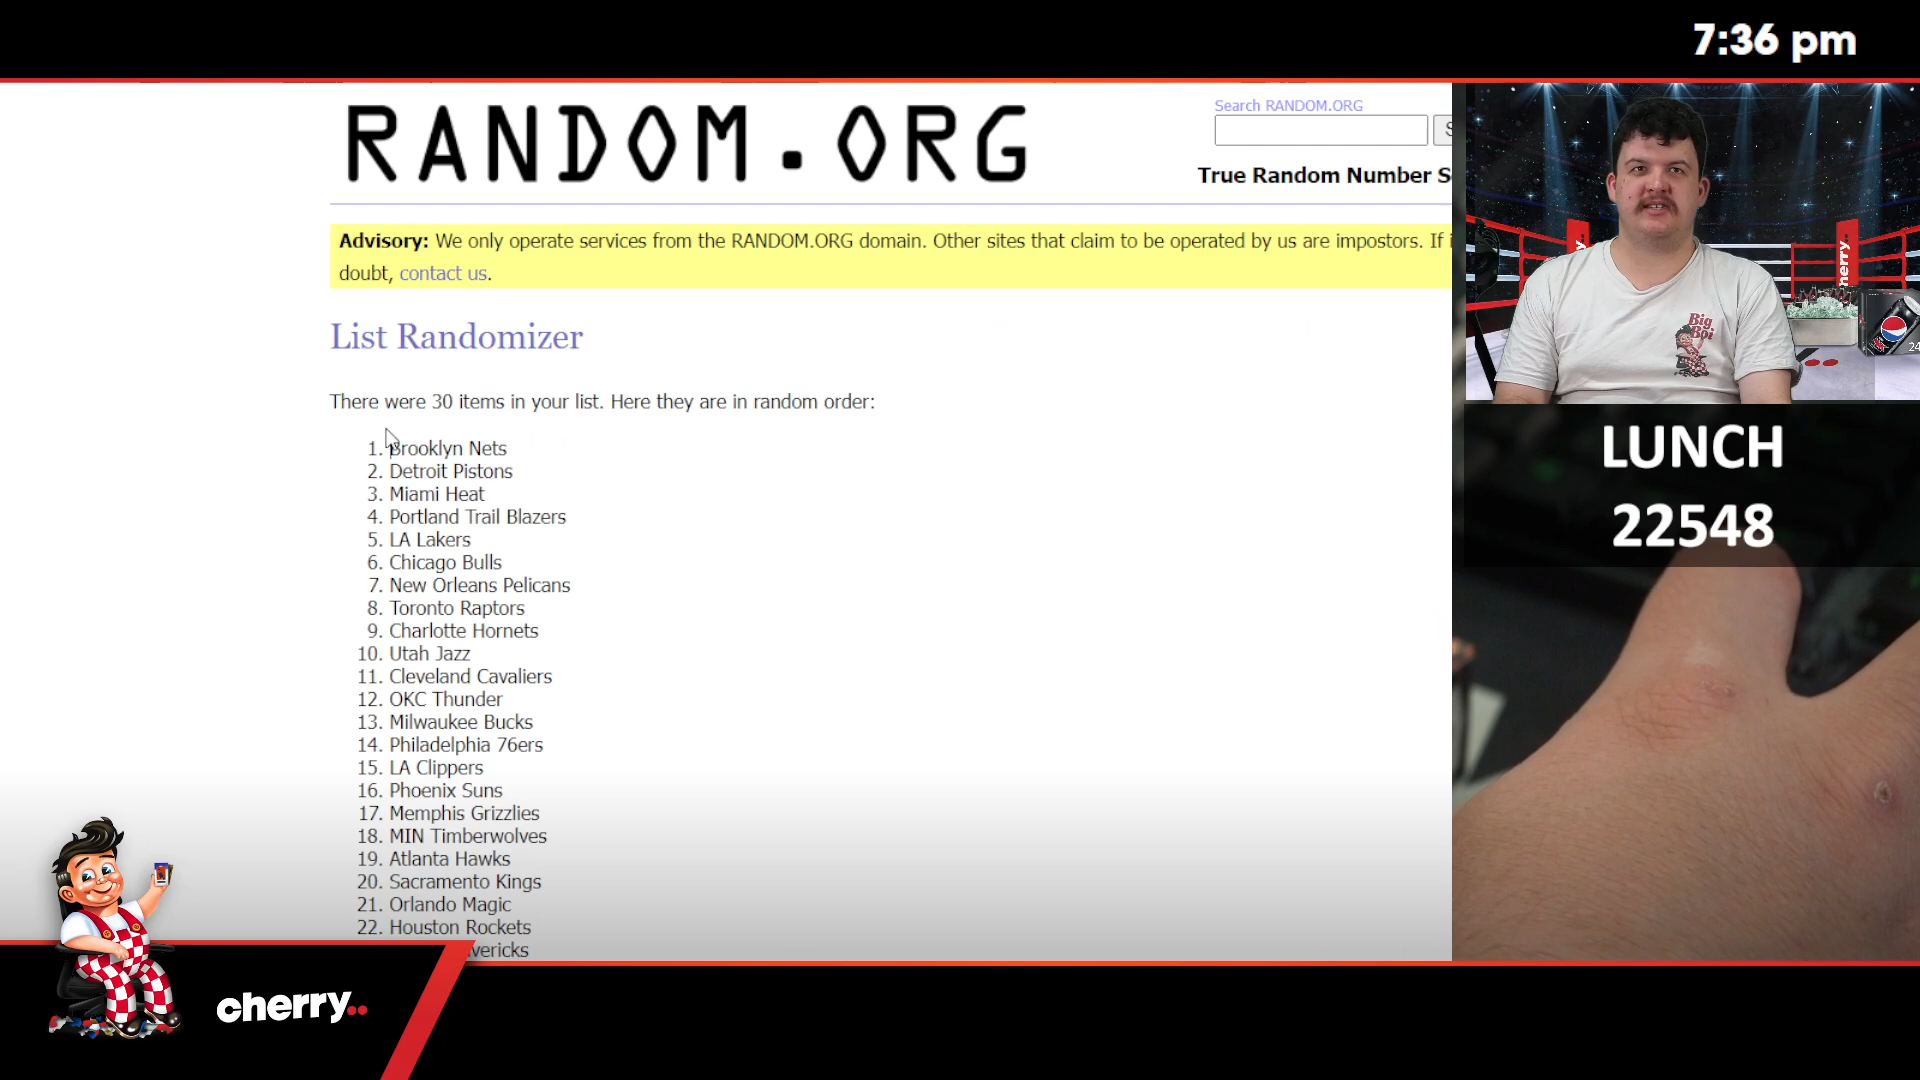 7:36 pm
RANDOM.ORG
Search RANDOM.ORG
True Random Number S
Advisory: We only operate services from the RANDOM.ORG domain. Other sites that claim to be operated by us are impostors. If
doubt, contact us.
List Randomizer
There were 30 items in your list. Here they are in random order:
1. Brooklyn Nets
2. Detroit Pistons
3. Miami Heat
4. Portland Trail Blazers
5. LA Lakers
6. Chicago Bulls
7. New Orleans Pelicans
8. Toronto Raptors
9. Charlotte Hornets
10. Utah Jazz
11. Cleveland Cavaliers
12. OKC Thunder
13. Milwaukee Bucks
14. Philadelphia 76ers
15. LA Clippers
16. Phoenix Suns
17. Memphis Grizzlies
18. MIN Timberwolves
19. Atlanta Hawks
20. Sacramento Kings
21. Orlando Magic
22. Houston Rockets
vericks
herry.
Big
Boi
24
LUNCH
22548
cherry..